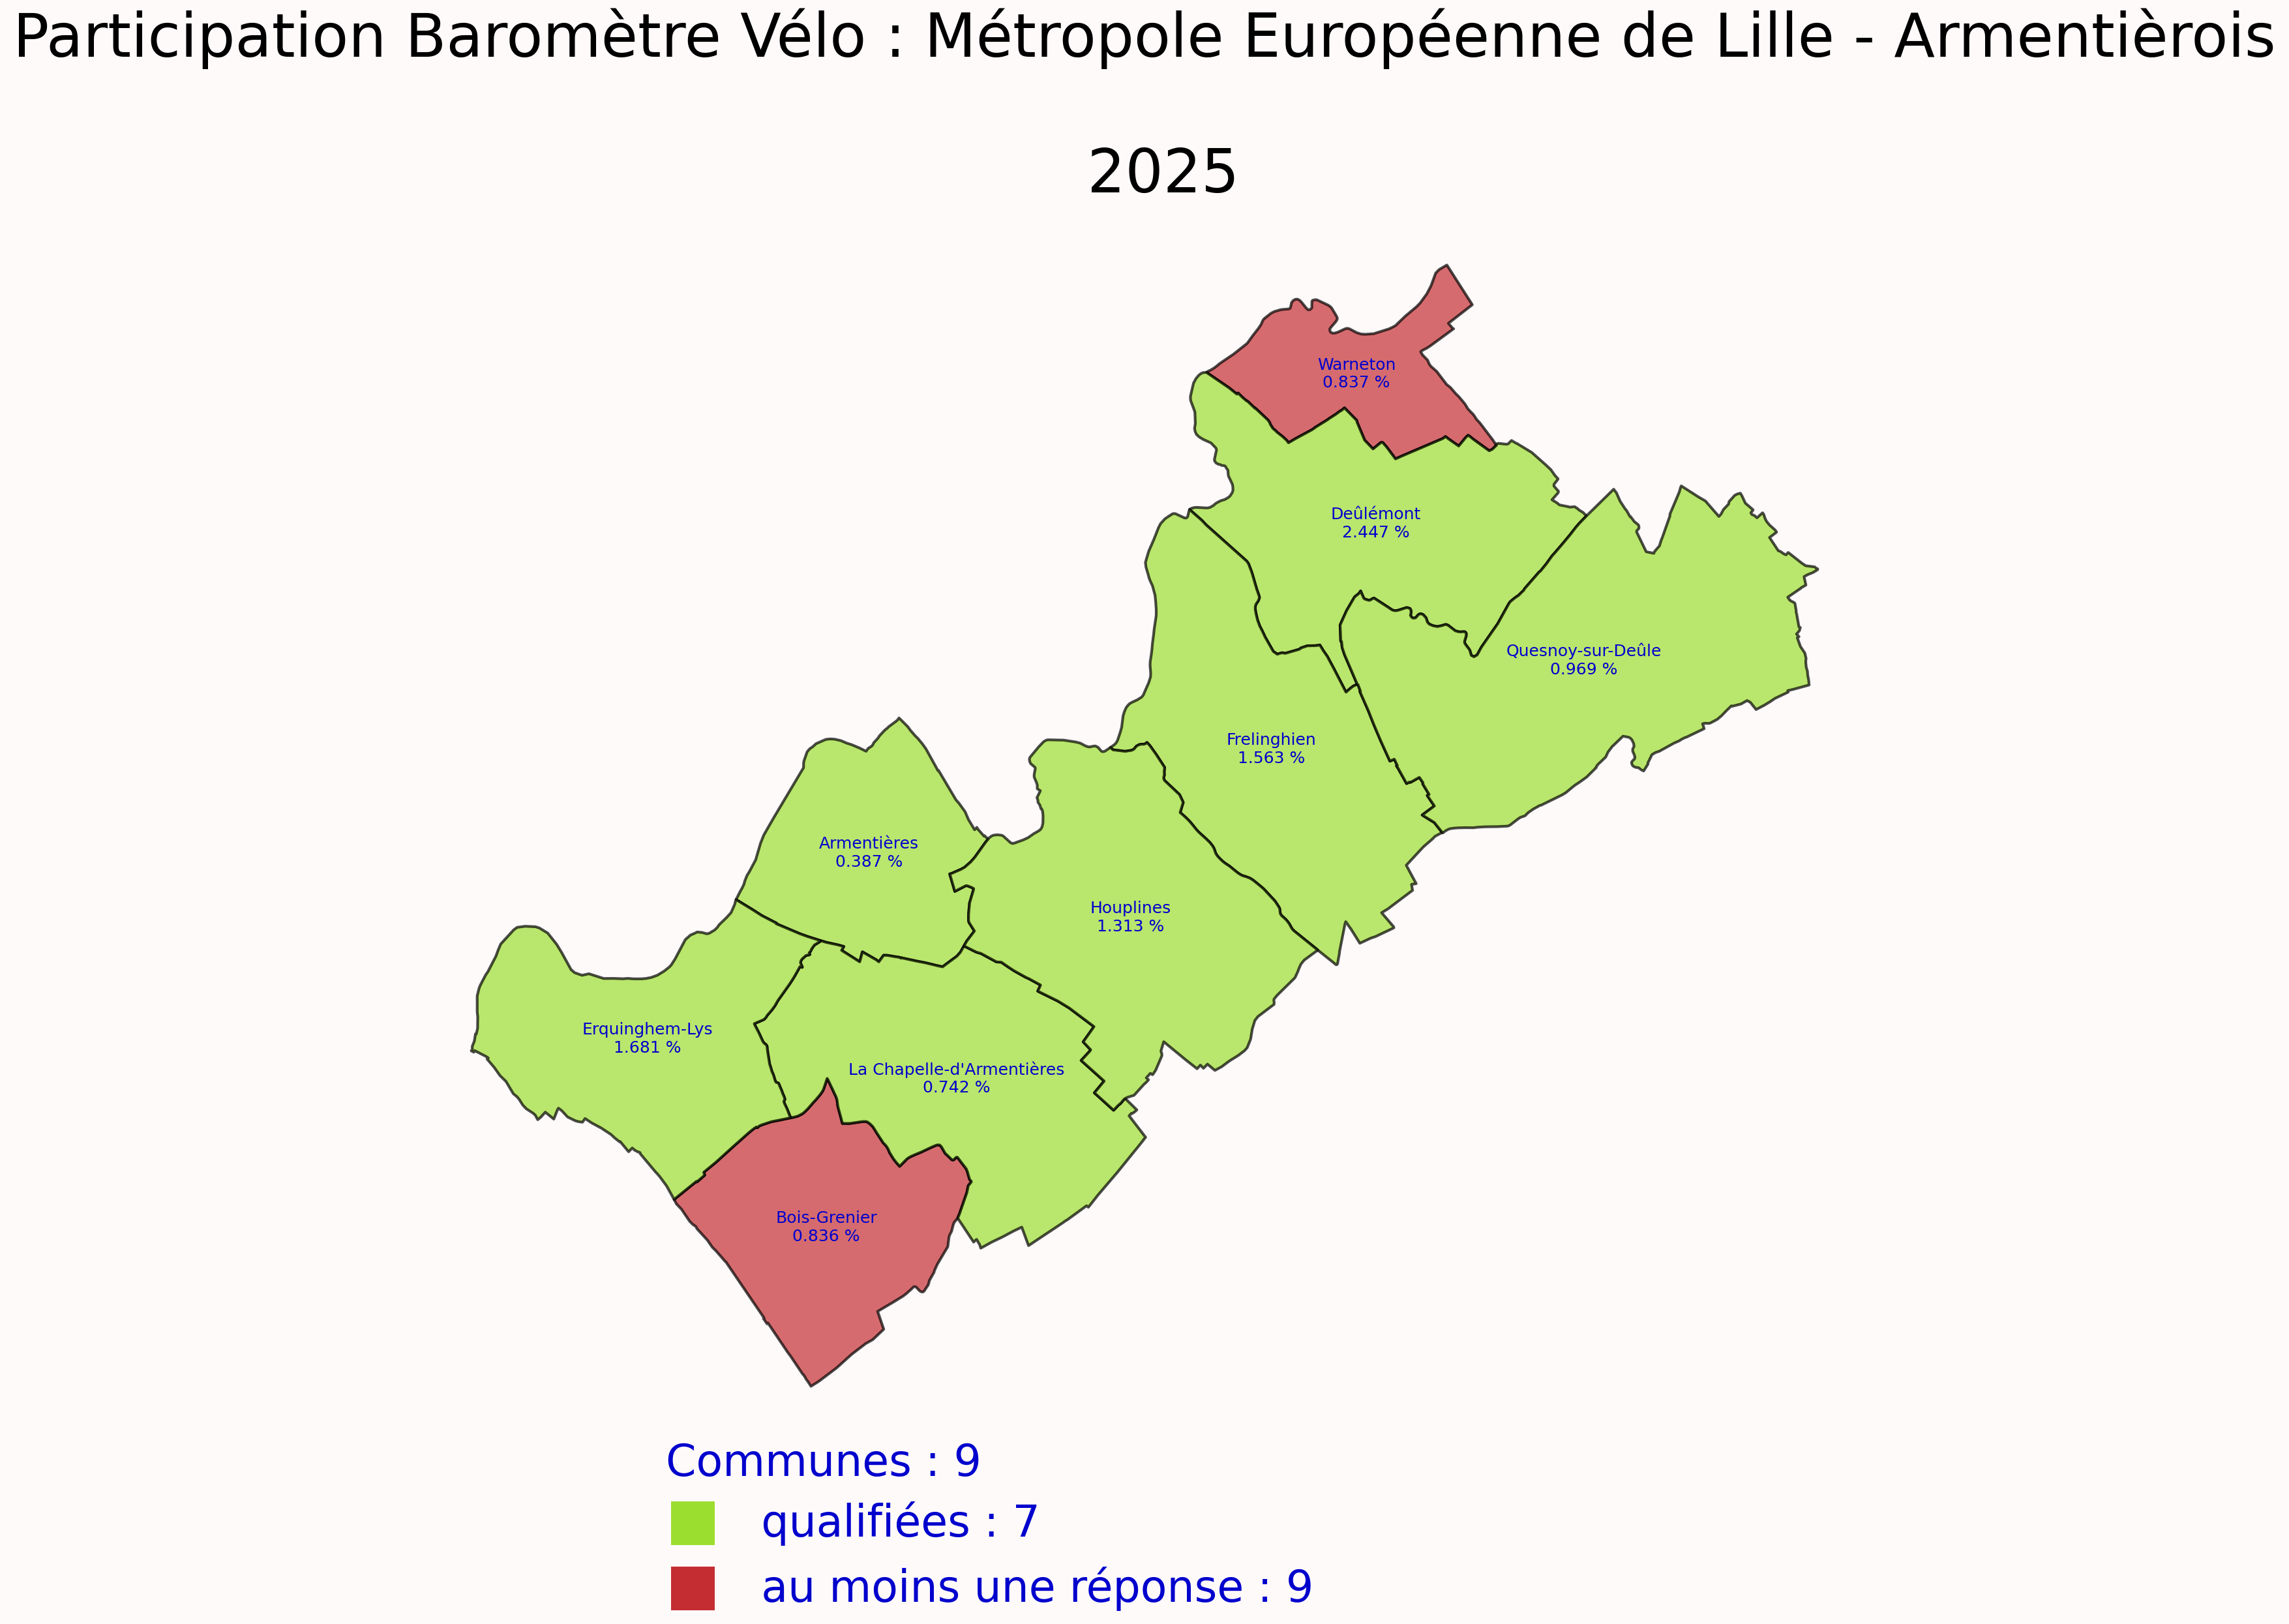 Participation Baromètre Vélo : Métropole Européenne de Lille - Armentièrois
2025
Warneton
0.837 %
Deûlémont
2.447 %
Quesnoy-sur-Deûle
0.969 %
Frelinghien
1.563 %
Armentières
0.387 %
Houplines
1.313 %
Erquinghem-Lys
1.681 %
La Chapelle-d'Armentières
0.742 %
Bois-Grenier
0.836 %
Communes : 9
qualifiées : 7
au moins une réponse : 9